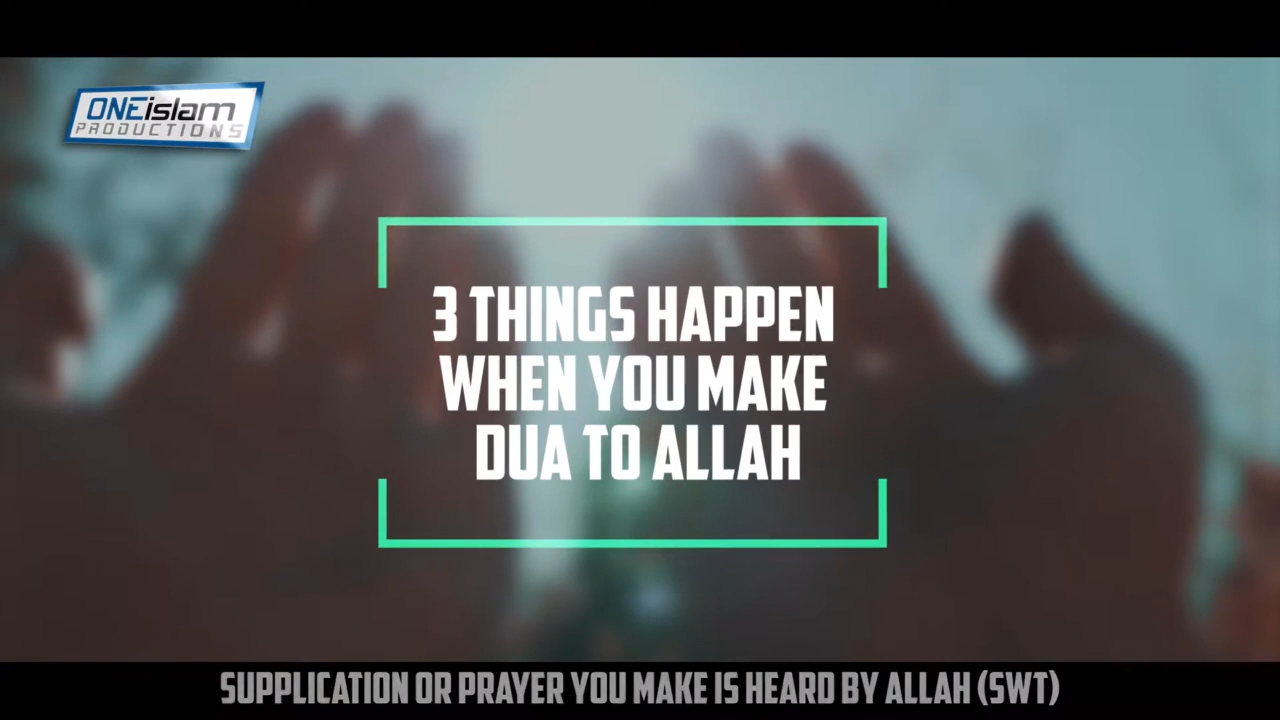 ONEislam
PRODUCTIONS
3 THINGS HAPPEN
WHEN YOU MAKE
DUA TO ALLAH
SUPPLICATION OR PRAYER YOU MAKE IS HEARD BY ALLAH (SWT)